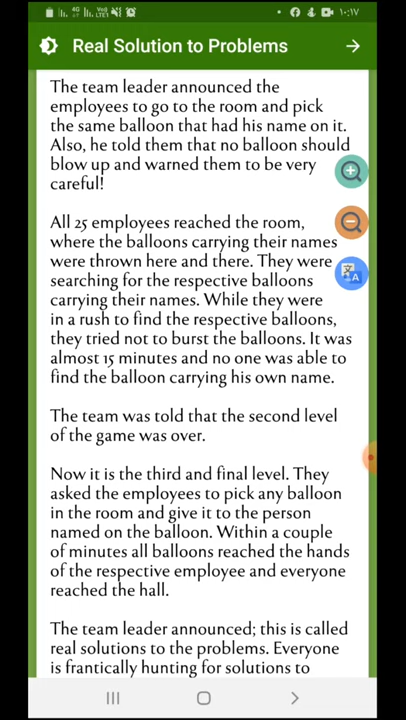 4G
LTE1
١٠:١٧
Real Solution to Problems
The team leader announced the
employees to go to the room and pick
the same balloon that had his name on it.
Also, he told them that no balloon should
blow up and warned them to be very
careful!
All 25 employees reached the room,
where the balloons carrying their names
were thrown here and there. They were
searching for the respective balloons
carrying their names. While they were
in a rush to find the respective balloons,
they tried not to burst the balloons. It was
almost 15 minutes and no one was able to
find the balloon carrying his own name.
The team was told that the second level
of the game was over.
Now it is the third and final level. They
asked the employees to pick any balloon
in the room and give it to the person
named on the balloon. Within a couple
of minutes all balloons reached the hands
of the respective employee and everyone
reached the hall.
The team leader announced; this is called
real solutions to the problems. Everyone
is frantically hunting for solutions to